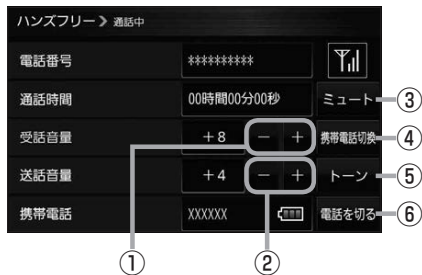 ハンズフリー❯ 通話中
電話番号 **********
通話時間 00時間00分00秒 ミュート ③
受話音量 +8 − + 携帯電話切換 ④
送話音量 +4 − + トーン ⑤
携帯電話 XXXXXX 電話を切る ⑥
① ②